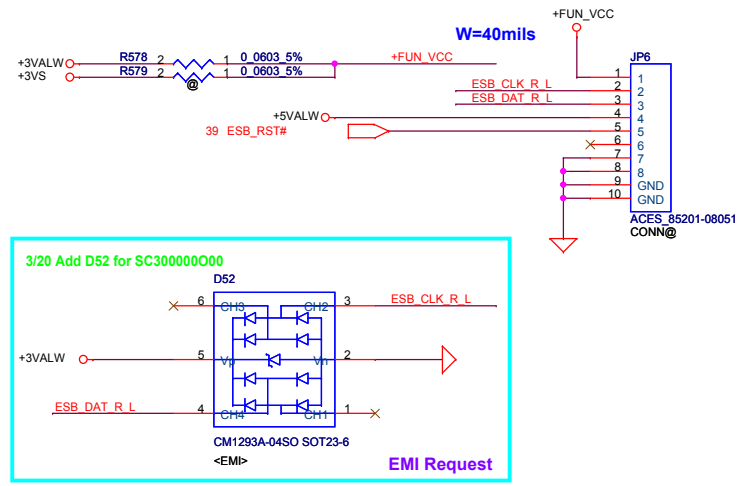 +FUN_VCC
W=40mils
JP6
R578 2 1 0_0603_5% +FUN_VCC
+3VALW
R579 2 1 0_0603_5%
+3VS
@
1 1
ESB_CLK_R_L 2 2
ESB_DAT_R_L 3 3
+5VALW 4 4
39 ESB_RST# 5 5
6 6
7 7
8 8
9 GND
10 GND
ACES_85201-08051
CONN@
3/20 Add D52 for SC300000O00
D52
6 CH3 CH2 3 ESB_CLK_R_L
+3VALW 5 Vp Vn 2
ESB_DAT_R_L 4 CH4 CH1 1
CM1293A-04SO SOT23-6
<EMI>
EMI Request